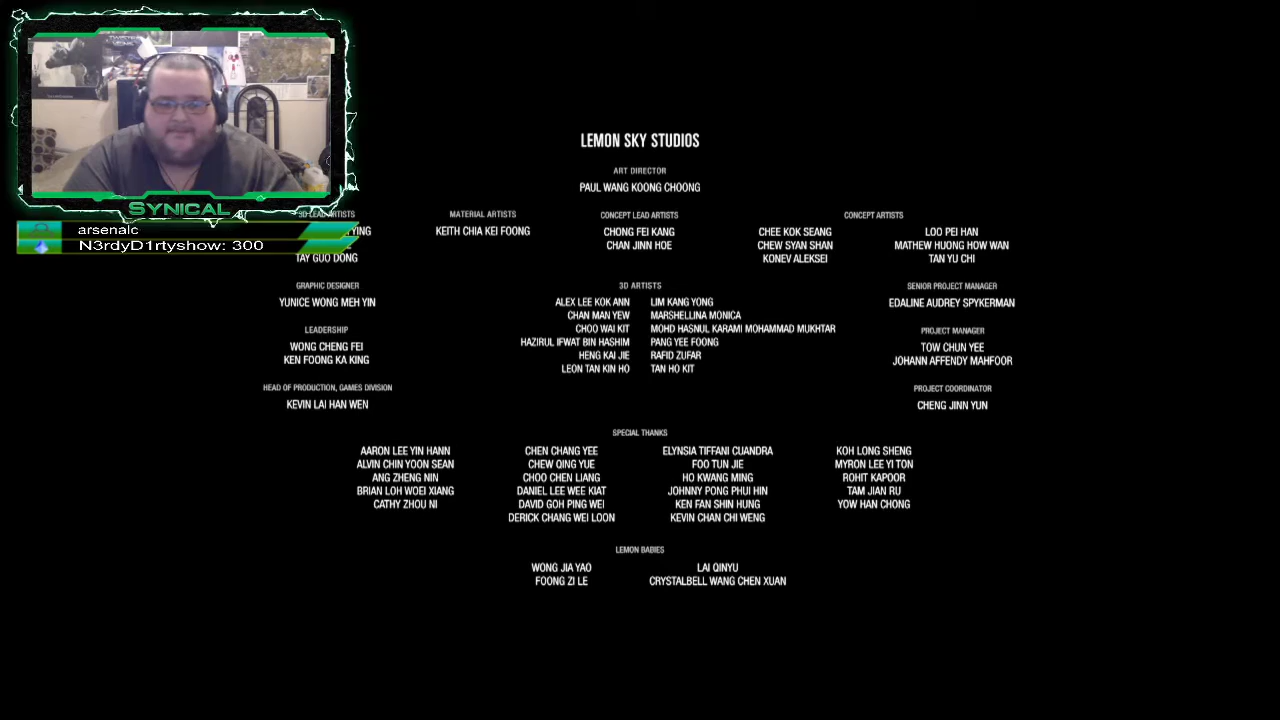 SYNICAL
arsenalc
N3rdyD1rtyshow: 300
LEMON SKY STUDIOS
ART DIRECTOR
PAUL WANG KOONG CHOONG
3D LEAD ARTISTS
YING
TAY GUO DONG
MATERIAL ARTISTS
KEITH CHIA KEI FOONG
CONCEPT LEAD ARTISTS
CHONG FEI KANG
CHAN JINN HOE
CONCEPT ARTISTS
CHEE KOK SEANG
CHEW SYAN SHAN
KONEV ALEKSEI
LOO PEI HAN
MATHEW HUONG HOW WAN
TAN YU CHI
GRAPHIC DESIGNER
YUNICE WONG MEH YIN
LEADERSHIP
WONG CHENG FEI
KEN FOONG KA KING
HEAD OF PRODUCTION, GAMES DIVISION
KEVIN LAI HAN WEN
3D ARTISTS
ALEX LEE KOK ANN
CHAN MAN YEW
CHOO WAI KIT
HAZIRUL IFWAT BIN HASHIM
HENG KAI JIE
LEON TAN KIN HO
LIM KANG YONG
MARSHELLINA MONICA
MOHD HASNUL KARAMI MOHAMMAD MUKHTAR
PANG YEE FOONG
RAFID ZUFAR
TAN HO KIT
SENIOR PROJECT MANAGER
EDALINE AUDREY SPYKERMAN
PROJECT MANAGER
TOW CHUN YEE
JOHANN AFFENDY MAHFOOR
PROJECT COORDINATOR
CHENG JINN YUN
SPECIAL THANKS
AARON LEE YIN HANN
ALVIN CHIN YOON SEAN
ANG ZHENG NIN
BRIAN LOH WOEI XIANG
CATHY ZHOU NI
CHEN CHANG YEE
CHEW QING YUE
CHOO CHEN LIANG
DANIEL LEE WEE KIAT
DAVID GOH PING WEI
DERICK CHANG WEI LOON
ELYNSIA TIFFANI CUANDRA
FOO TUN JIE
HO KWANG MING
JOHNNY PONG PHUI HIN
KEN FAN SHIN HUNG
KEVIN CHAN CHI WENG
KOH LONG SHENG
MYRON LEE YI TON
ROHIT KAPOOR
TAM JIAN RU
YOW HAN CHONG
LEMON BABIES
WONG JIA YAO
FOONG ZI LE
LAI QINYU
CRYSTALBELL WANG CHEN XUAN